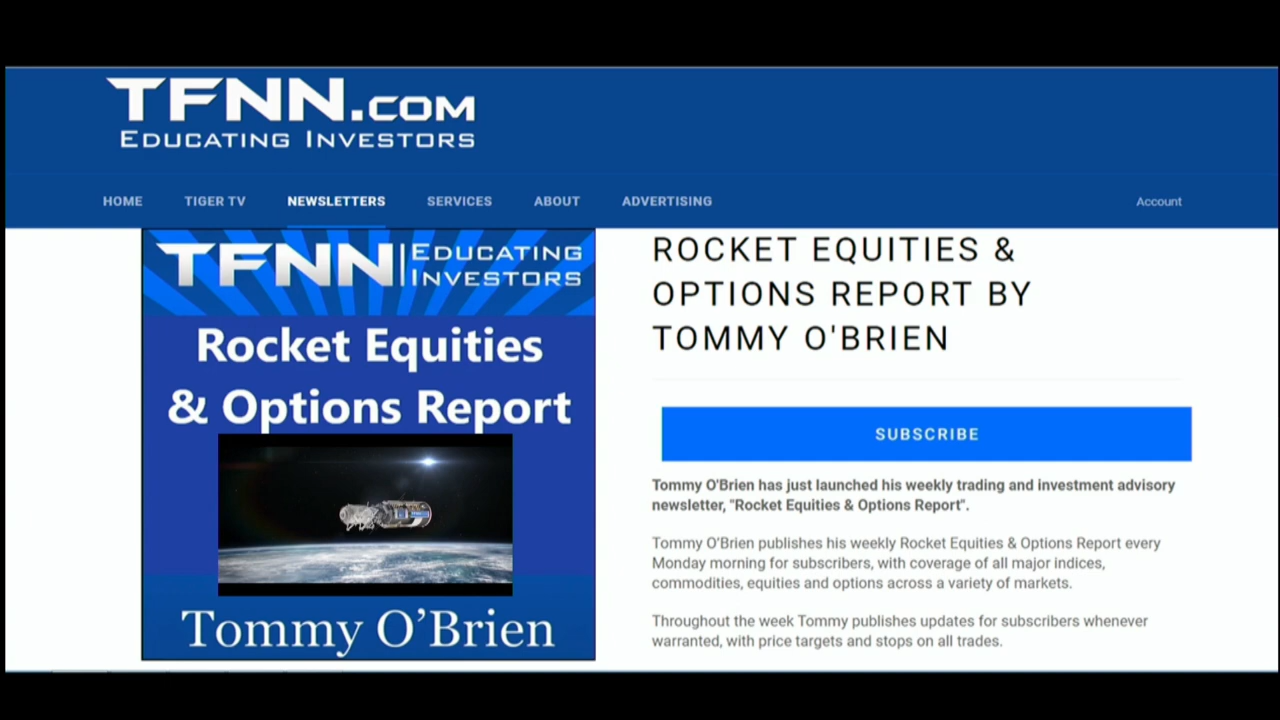 TFNN.COM
EDUCATING INVESTORS
HOME TIGER TV NEWSLETTERS SERVICES ABOUT ADVERTISING Account
TFNN | EDUCATING
INVESTORS
Rocket Equities
& Options Report
Tommy O’Brien
ROCKET EQUITIES &
OPTIONS REPORT BY
TOMMY O'BRIEN
SUBSCRIBE
Tommy O'Brien has just launched his weekly trading and investment advisory
newsletter, "Rocket Equities & Options Report".
Tommy O’Brien publishes his weekly Rocket Equities & Options Report every
Monday morning for subscribers, with coverage of all major indices,
commodities, equities and options across a variety of markets.
Throughout the week Tommy publishes updates for subscribers whenever
warranted, with price targets and stops on all trades.